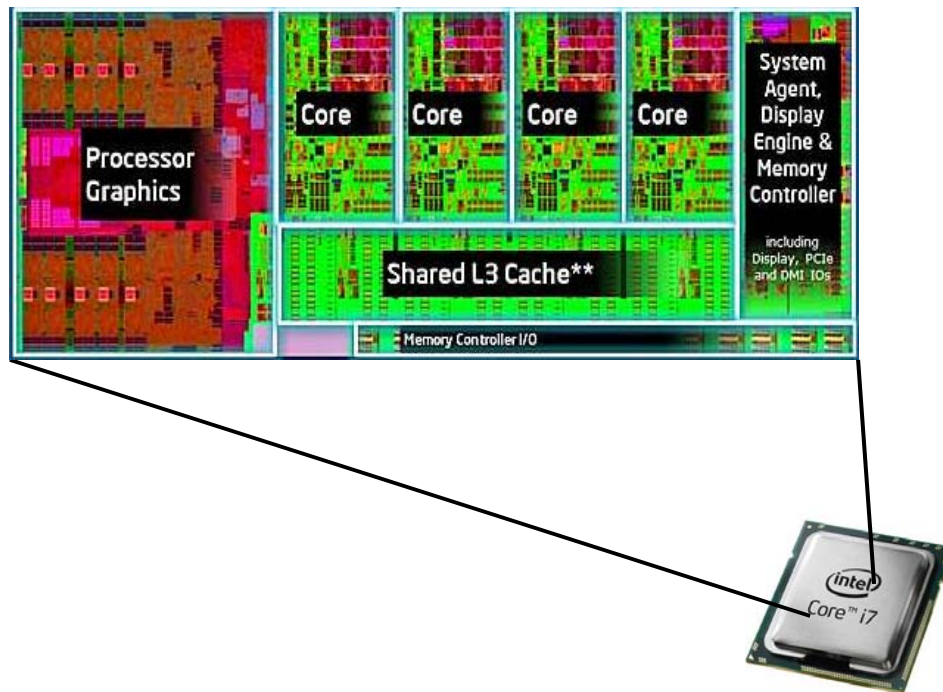 Processor
Graphics
Core
Core
Core
Core
System
Agent,
Display
Engine &
Memory
Controller
including
Display, PCIe
and DMI IOs
Shared L3 Cache**
Memory Controller I/O
intel
Core™ i7